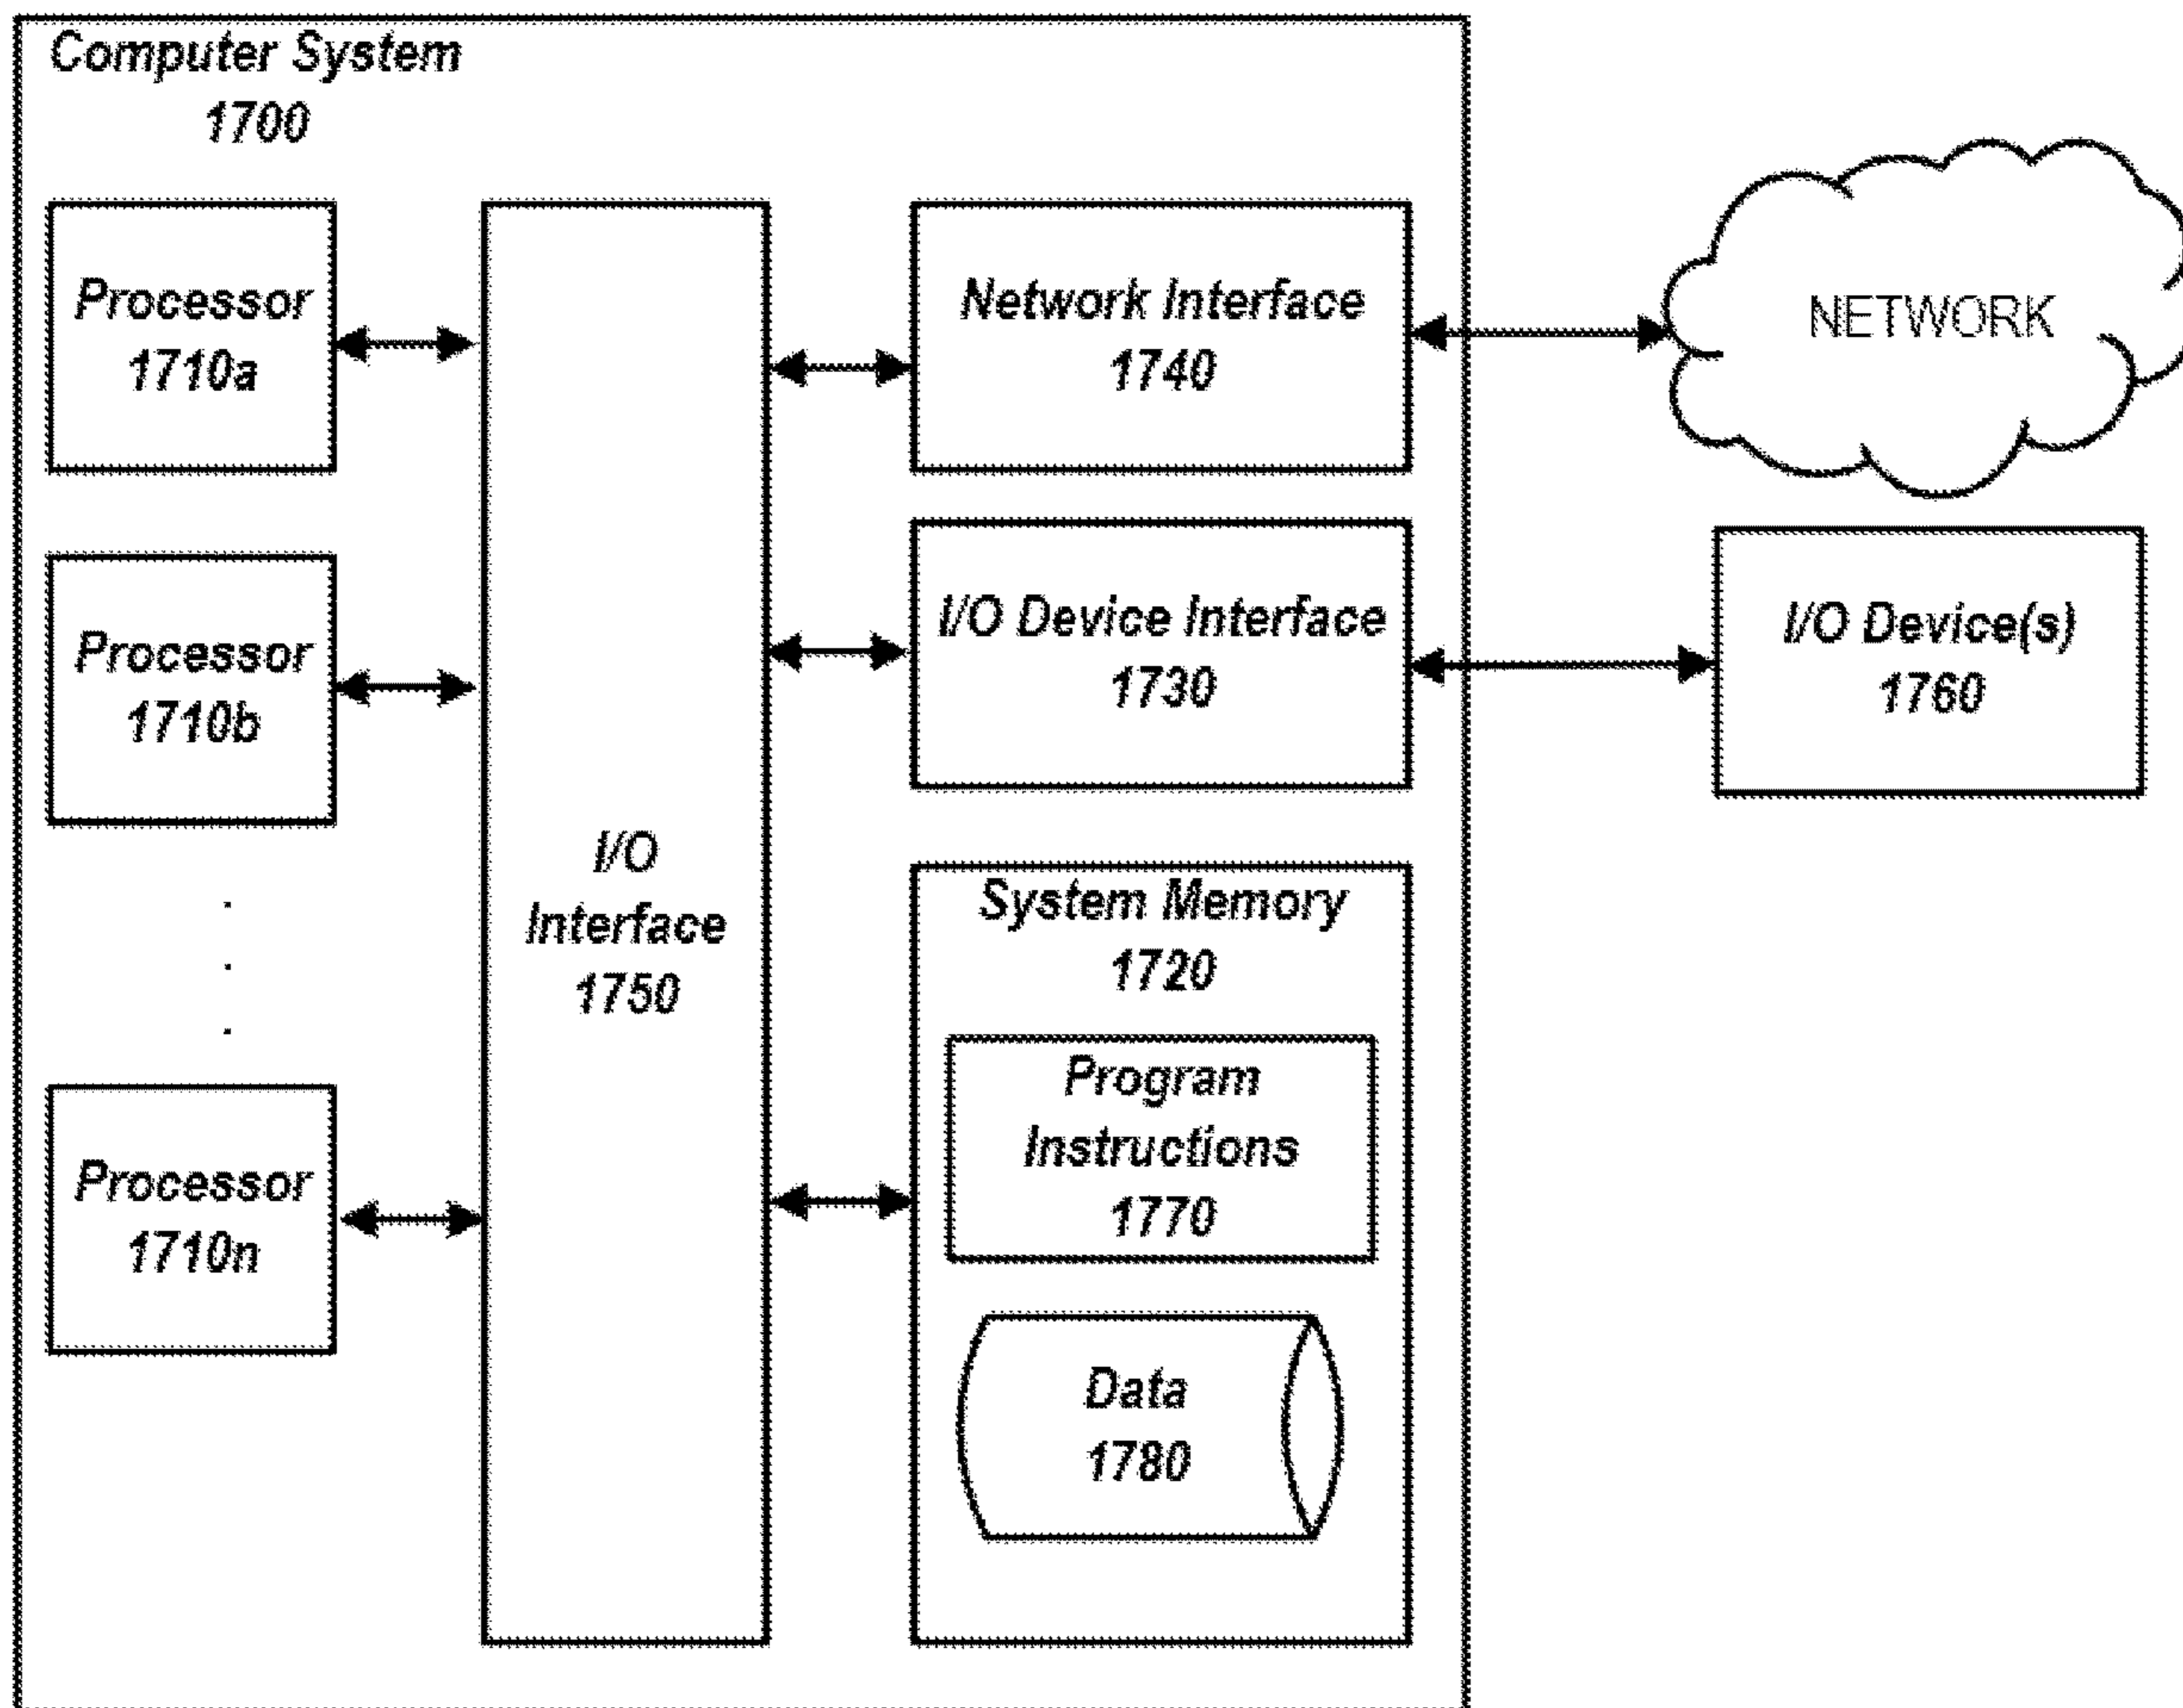 Computer System
1700
Processor
1710a
Processor
1710b
.
.
.
Processor
1710n
I/O
Interface
1750
Network Interface
1740
I/O Device Interface
1730
System Memory
1720
Program
Instructions
1770
Data
1780
NETWORK
I/O Device(s)
1760